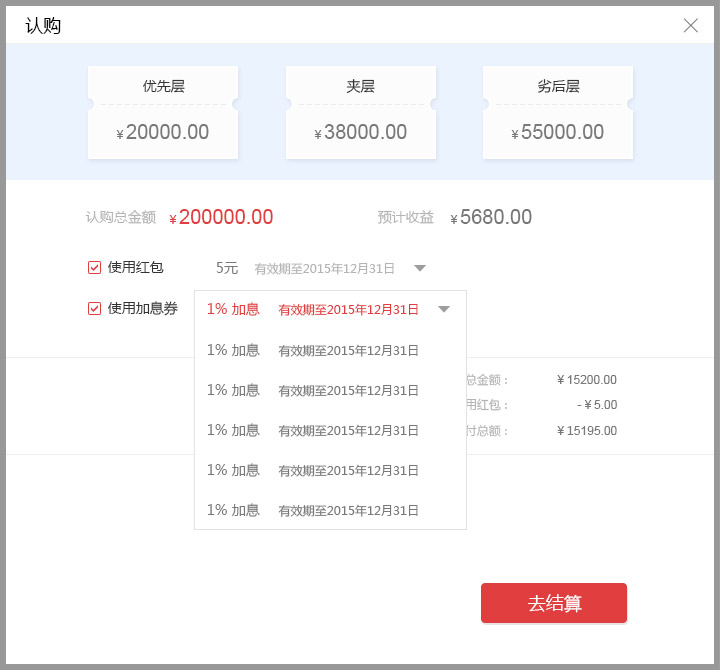 认购
优先层 夹层 劣后层
¥20000.00 ¥38000.00 ¥55000.00
认购总金额 ¥200000.00 预计收益 ¥5680.00
使用红包 5元 有效期至2015年12月31日
使用加息券 1% 加息 有效期至2015年12月31日
1% 加息 有效期至2015年12月31日
总金额： ¥15200.00
1% 加息 有效期至2015年12月31日
用红包： -¥5.00
1% 加息 有效期至2015年12月31日
付总额： ¥15195.00
1% 加息 有效期至2015年12月31日
1% 加息 有效期至2015年12月31日
去结算